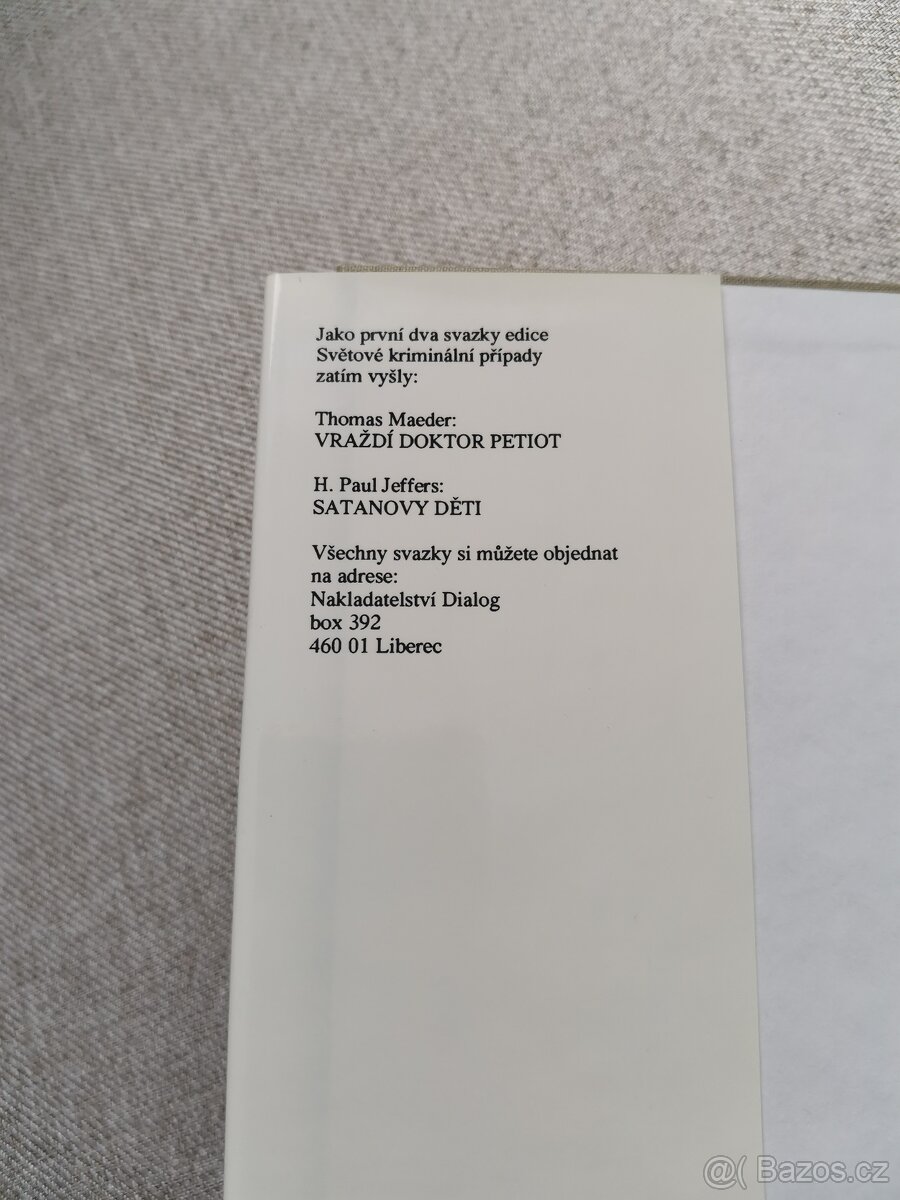 Jako první dva svazky edice
Světové kriminální případy
zatím vyšly:
Thomas Maeder:
VRAŽDÍ DOKTOR PETIOT
H. Paul Jeffers:
SATANOVY DĚTI
Všechny svazky si můžete objednat
na adrese:
Nakladatelství Dialog
box 392
460 01 Liberec
@( Bazos.cz